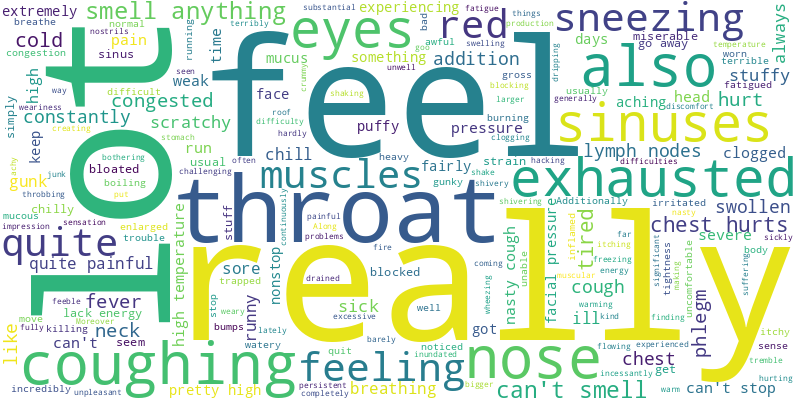 extremely
smell anything
experiencing
substantial
fatigue
bad
things
production
sneezing
always
breathe
normal
nostrils
running
terribly
although
cold
pain
sinus
congestion
seen
way
weariness
time
mucus
eyes
something
unwell
red
awful
swelling
goo
addition
gross
blocking
larger
days
go away
miserable
worn
terrible
fatigued
temperature
lot
feel
also
stuffy
simply
high
difficult
creating
weak
congested
constantly
shaking
crummy
face
roof
difficulty
hardly
puffy
pressure
burning
clogging
usually
generally
aching
head
hurt
discomfort
sinuses
keep
scratchy
run
stomach
bothering
bloated
boiling
put
usual
often
challenging
chill
heavy
fairly
strain
hacking
gunky
shake
shivery
lymph nodes
difficulties
clogged
achy
junk
gunk
throbbing
chilly
muscles
exhausted
mucous
impression
sensation
enlarged
trouble
high temperature
stuff
throat
continuously
painful
Along
problems
shivering
uAdditionally
inflamed
tired
itching
irritated
nasty
swollen
chest hurts
far
severe
sickly
quite
quite painful
fever
feeble
lack energy
Moreover
sore
trapped
nonstop
fire
blocked
drained
coming
wheezing
nasty cough
unable
facial pressure
muscular
freezing
energy
significant
tightness
making
uncomfortable
body
suffering
really
like
move
fully
killing
neck
can't
seem
stop
weary
bumps
runny
lately
watery
excessive
sick
well
barely
got
noticed
inundated
cough
warming
ill
kind
finding
phlegm
flowing
experienced
itchy
sense
tremble
coughing
feeling
nose
chest
get
incredibly
unpleasant
pretty high
quit
persistent
completely
breathing
bigger
can't smell
incessantly
warm
can't stop
hurting